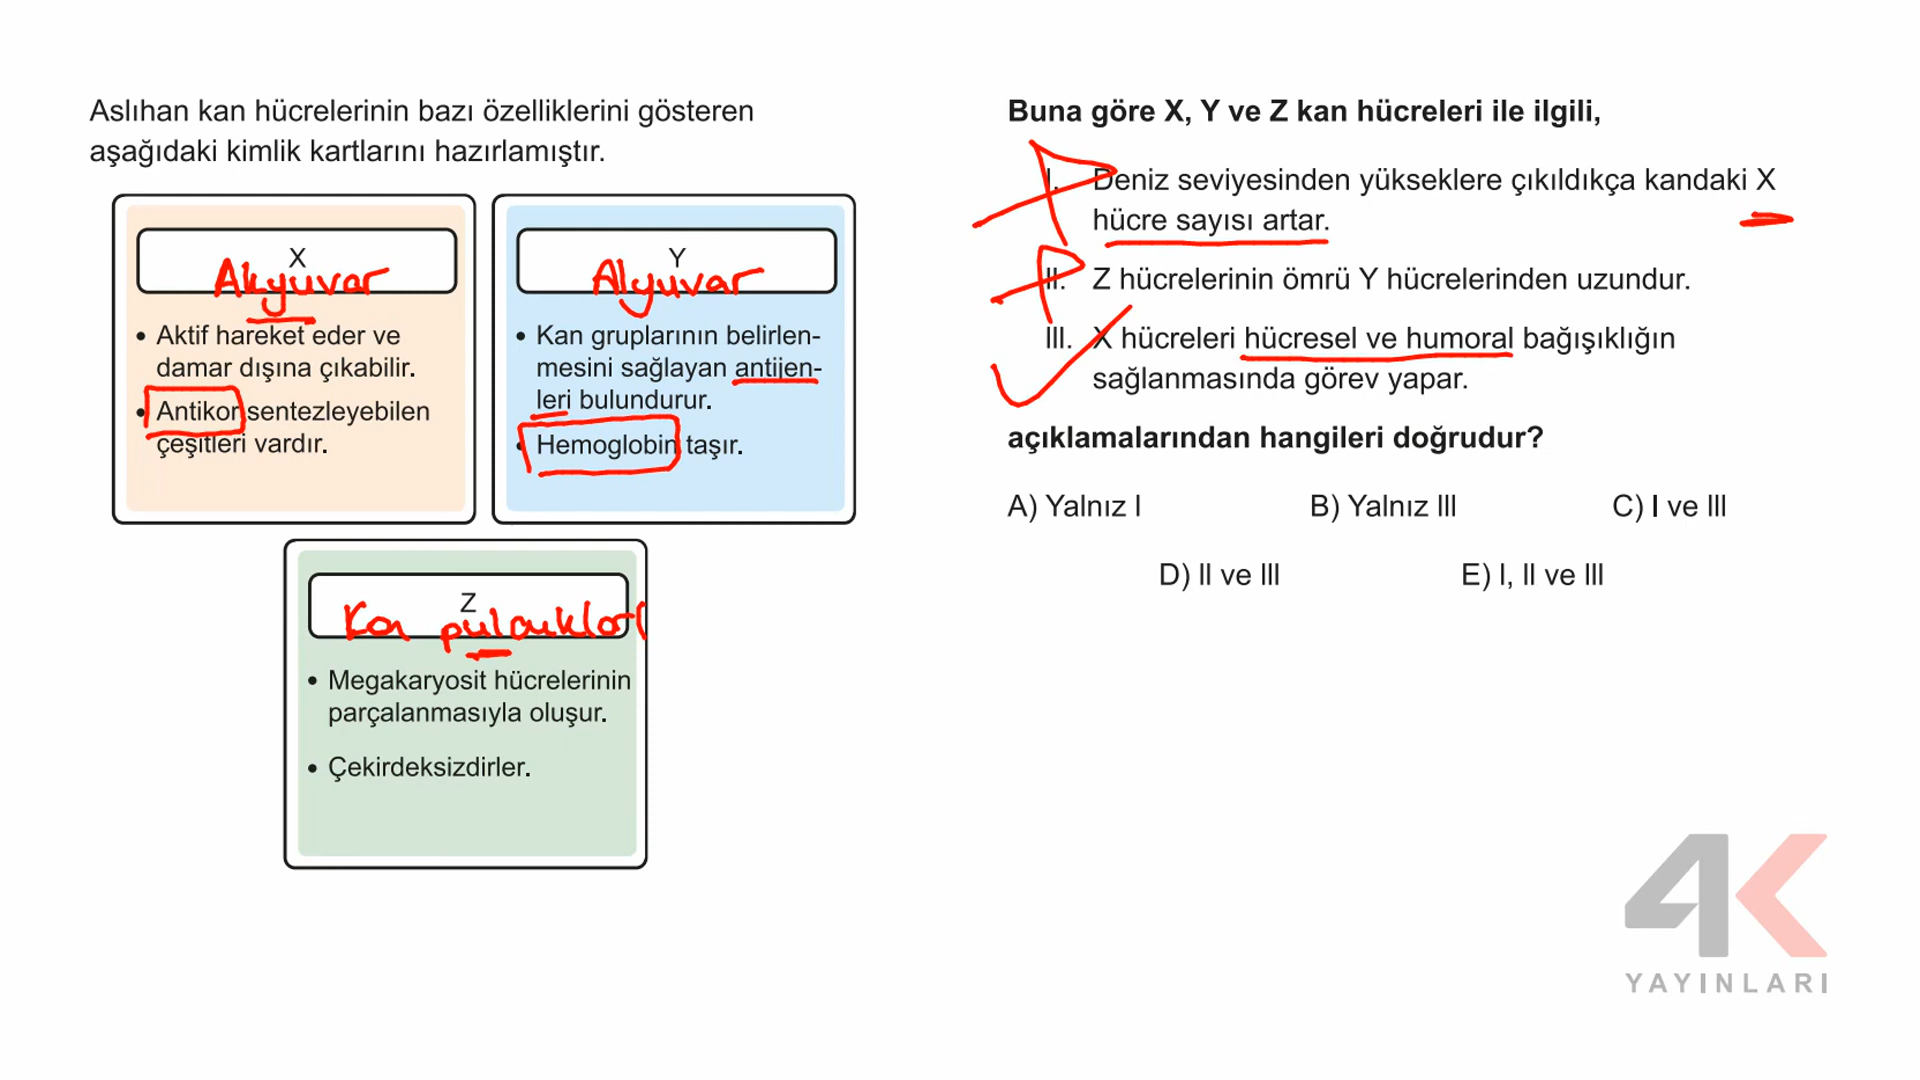 Aslıhan kan hücrelerinin bazı özelliklerini gösteren
aşağıdaki kimlik kartlarını hazırlamıştır.
X
Akyuvar
• Aktif hareket eder ve
damar dışına çıkabilir.
• Antikor sentezleyebilen
çeşitleri vardır.
Y
Alyuvar
• Kan gruplarının belirlen-
mesini sağlayan antijen-
leri bulundurur.
• Hemoglobin taşır.
Z
Kan pulcukları
• Megakaryosit hücrelerinin
parçalanmasıyla oluşur.
• Çekirdeksizdirler.
Buna göre X, Y ve Z kan hücreleri ile ilgili,
I. Deniz seviyesinden yükseklere çıkıldıkça kandaki X
hücre sayısı artar.
II. Z hücrelerinin ömrü Y hücrelerinden uzundur.
III. X hücreleri hücresel ve humoral bağışıklığın
sağlanmasında görev yapar.
açıklamalarından hangileri doğrudur?
A) Yalnız I B) Yalnız III C) I ve III
D) II ve III E) I, II ve III
4K
YAYINLARI